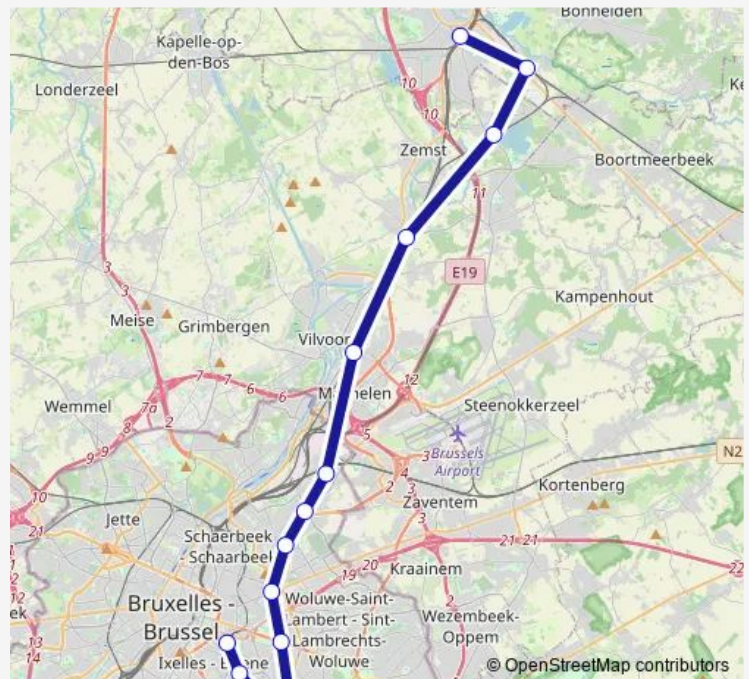 Bonheiden
Kapelle-op-
den-Bos
Londerzeel
10
10
Zemst
Boortmeerbeek
11
E19
3
3
Kampenhout
Meise
Grimbergen
Vilvoor
12
7
7
6
6
7a
2
Wemmel
8
9
9
5
Steenokkerzeel
Brussels
Airport
3
N2
10
2
4
3
Zaventem
Kortenberg
21
Jette
3
Schaerbeek
- Schaarbeek
21
21
19
20
Kraainem
22
Bruxelles -
Brussel
Woluwe-Saint-
Lambert - Sint-
Lambrechts-
Woluwe
2
Wezembeek-
Oppem
13
14
Ixelles -
© OpenStreetMap contributors